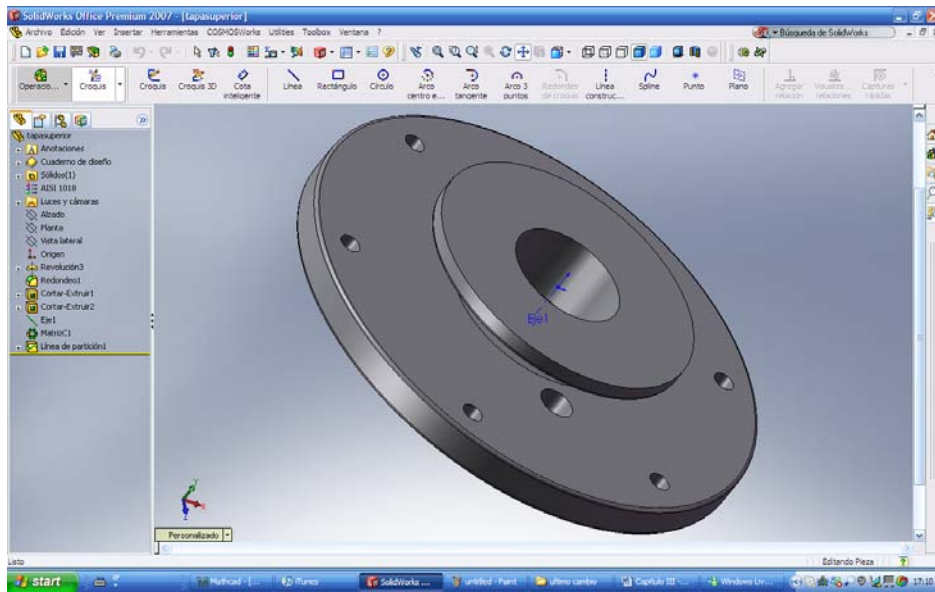 SolidWorks Office Premium 2007 - [tapasuperior]
Archivo Edición Ver Insertar Herramientas COSMOSWorks Utilities Toolbox Ventana ?
Búsqueda de SolidWorks
Operacio... Croquis Croquis Croquis 3D Cota inteligente Línea Rectángulo Círculo Arco centro e... Arco tangente Arco 3 puntos Redondeo de croquis Línea construc... Spline Punto Plano Agregar relación Visualiza... relaciones Capturas rápidas
tapasuperior
Anotaciones
Cuaderno de diseño
Sólidos(1)
AISI 1018
Luces y cámaras
Alzado
Planta
Vista lateral
Origen
Revolución3
Redondeo1
Cortar-Extruir1
Cortar-Extruir2
Eje1
MatrizC1
Línea de partición1
Eje1
Y
X
Z
Personalizado
Listo
Editando Pieza
start
Mathcad - [...
iTunes
SolidWorks ...
untitled - Paint
ultimo cambio
Capítulo III -...
Windows Liv...
17:10